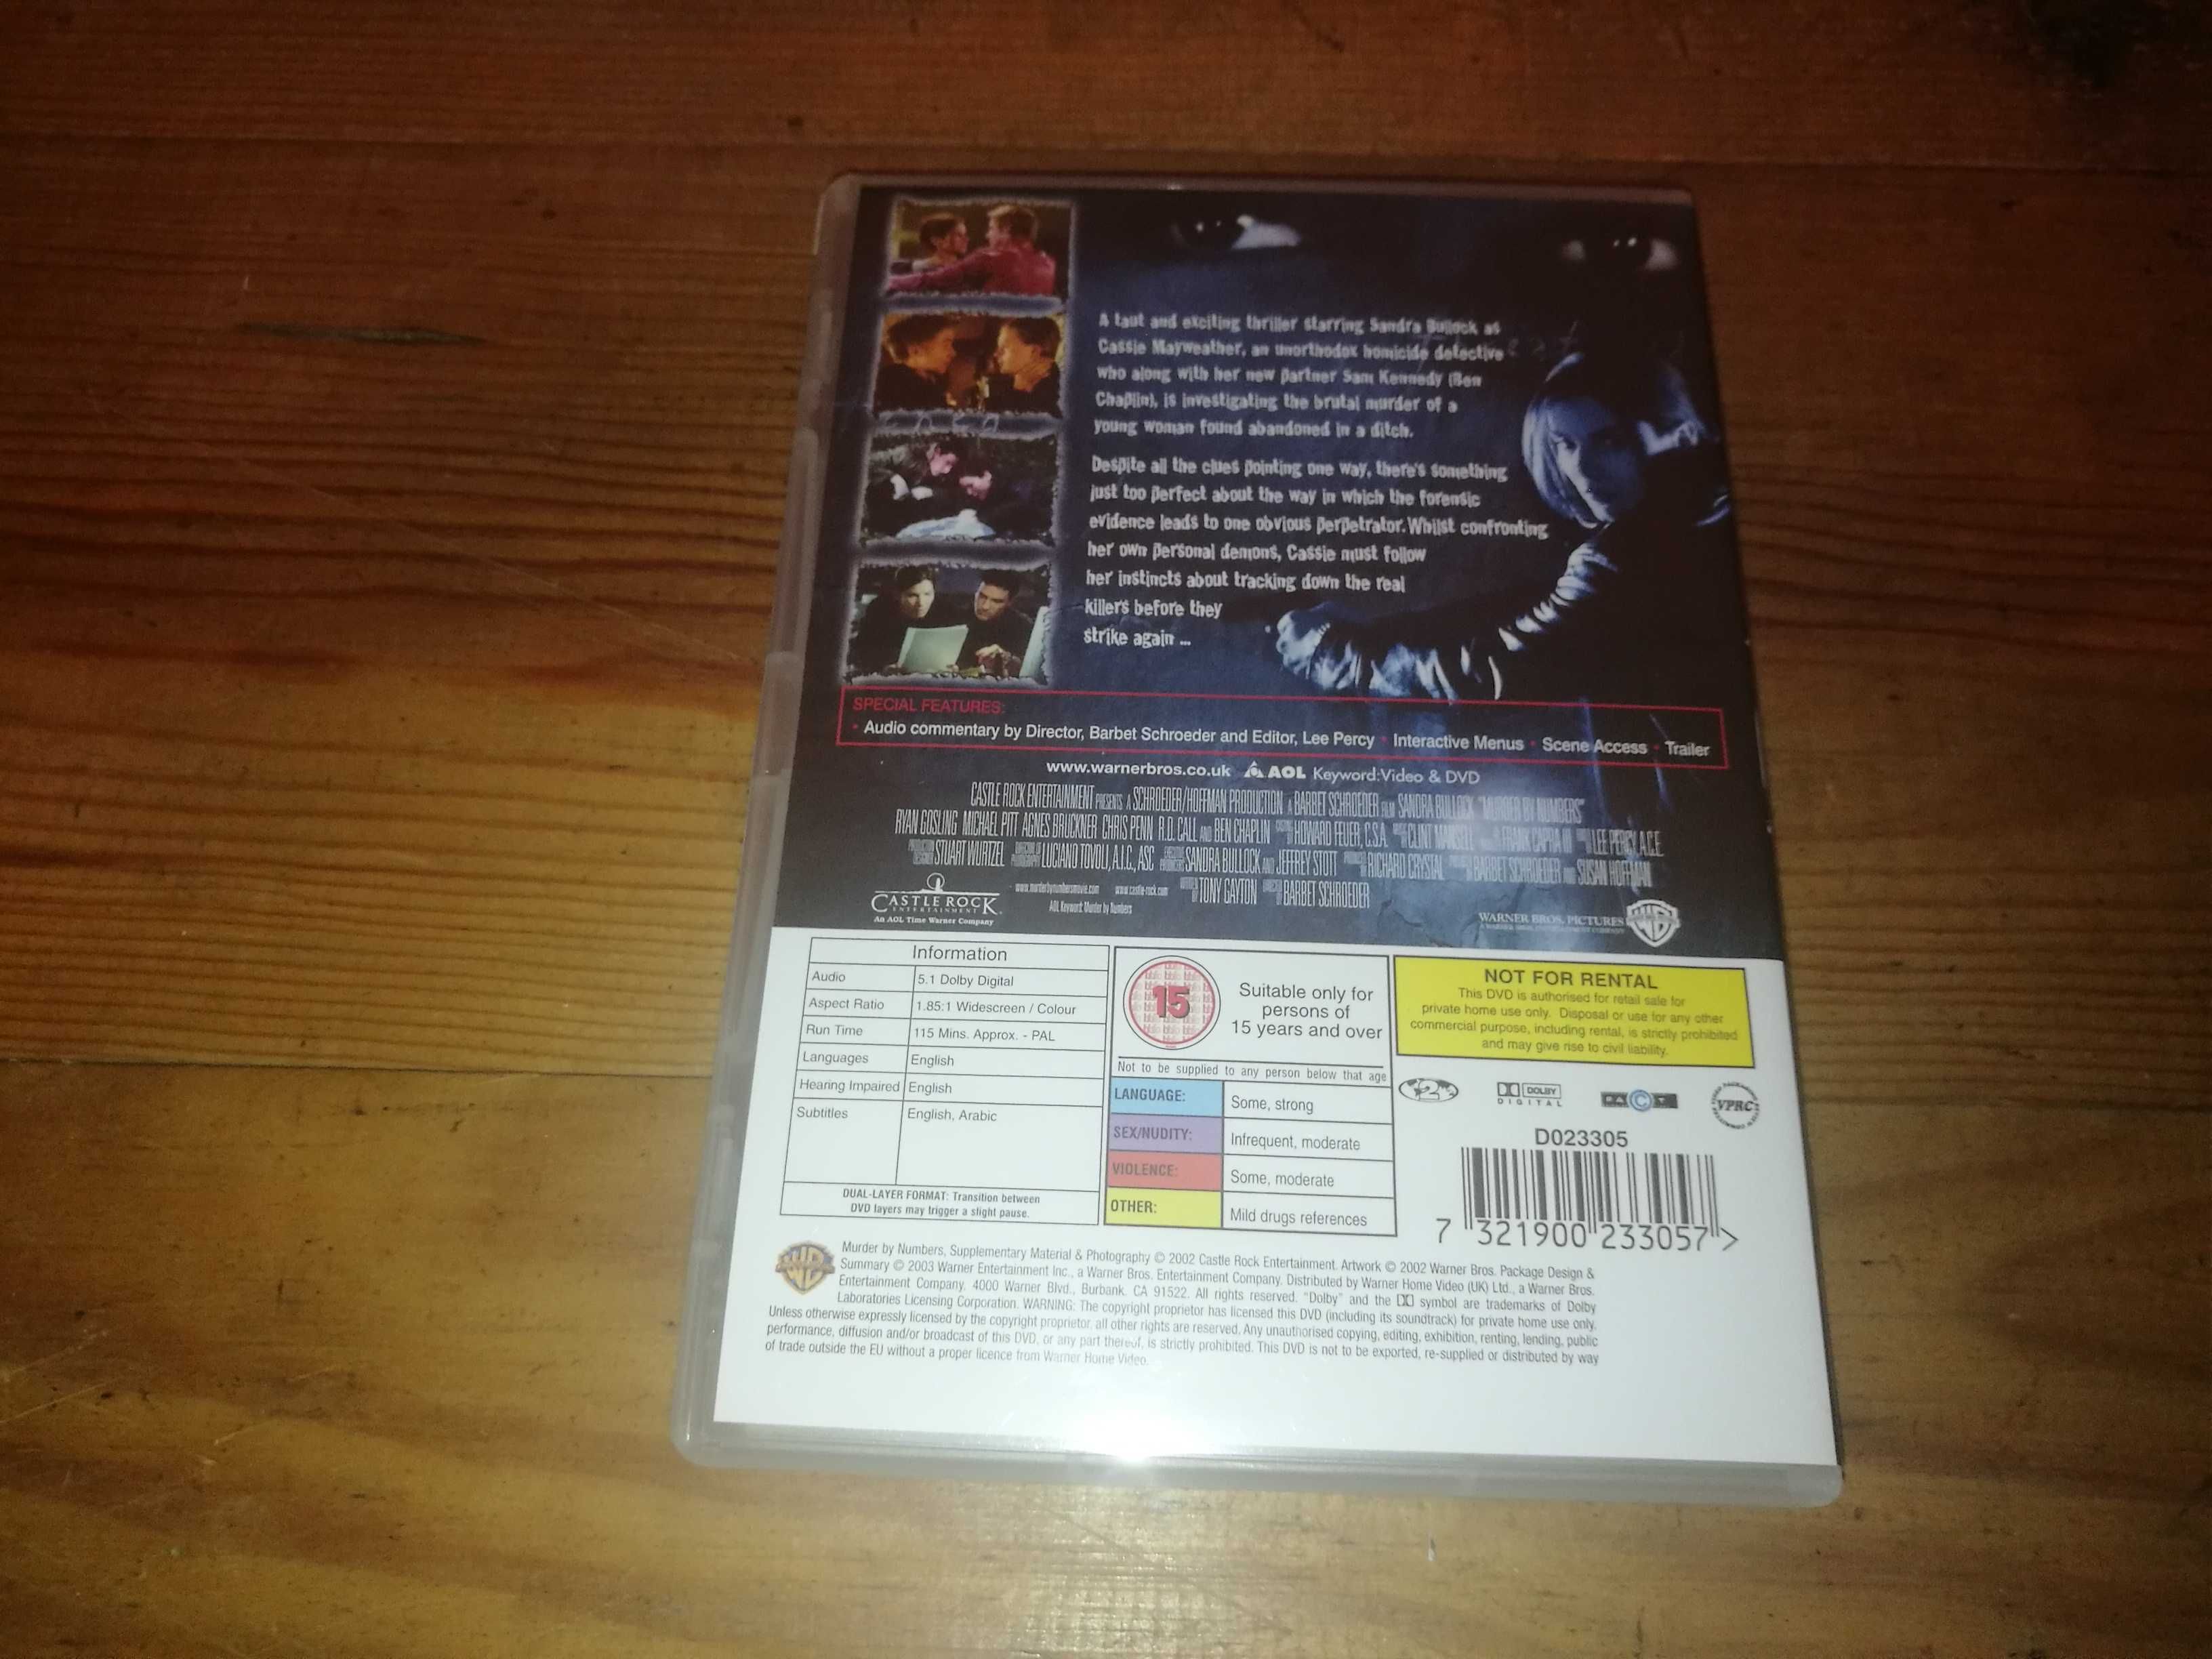 A taut and exciting thriller starring Sandra Bullock as
Cassie Mayweather, an unorthodox homicide detective
who along with her new partner Sam Kennedy (Ben
Chaplin), is investigating the brutal murder of a
young woman found abandoned in a ditch.
Despite all the clues pointing one way, there's something
just too perfect about the way in which the forensic
evidence leads to one obvious perpetrator. Whilst confronting
her own personal demons, Cassie must follow
her instincts about tracking down the real
killers before they
strike again ...
SPECIAL FEATURES:
• Audio commentary by Director, Barbet Schroeder and Editor, Lee Percy • Interactive Menus • Scene Access • Trailer
www.warnerbros.co.uk AOL Keyword:Video & DVD
CASTLE ROCK ENTERTAINMENT PRESENTS A SCHROEDER/HOFFMAN PRODUCTION A BARBET SCHROEDER FILM SANDRA BULLOCK "MURDER BY NUMBERS"
RYAN GOSLING MICHAEL PITT AGNES BRUCKNER CHRIS PENN R.D. CALL AND BEN CHAPLIN HOWARD FEUER, C.S.A. CLINT MANSELL FRANK CAPRA III LEE PERCY A.C.E.
PRODUCTION DESIGNER STUART WURTZEL LUCIANO TOVOLI, A.I.C., ASC SANDRA BULLOCK AND JEFFREY STOTT RICHARD CRYSTAL BARBET SCHROEDER AND SUSAN HOFFMAN
www.murderbynumbersmovie.com www.castle-rock.com TONY GAYTON BARBET SCHROEDER
AOL Keyword: Murder by Numbers
CASTLE ROCK
ENTERTAINMENT
An AOL Time Warner Company
WARNER BROS. PICTURES
Information
Audio 5.1 Dolby Digital
Aspect Ratio 1.85:1 Widescreen / Colour
Run Time 115 Mins. Approx. - PAL
Languages English
Hearing Impaired English
Subtitles English, Arabic
DUAL-LAYER FORMAT: Transition between
DVD layers may trigger a slight pause.
15
Suitable only for
persons of
15 years and over
Not to be supplied to any person below that age
LANGUAGE: Some, strong
SEX/NUDITY: Infrequent, moderate
VIOLENCE: Some, moderate
OTHER: Mild drugs references
NOT FOR RENTAL
This DVD is authorised for retail sale for
private home use only. Disposal or use for any other
commercial purpose, including rental, is strictly prohibited
and may give rise to civil liability.
2
DOLBY
DIGITAL
FACT
VPRC
D023305
7 321900 233057 >
Murder by Numbers, Supplementary Material & Photography © 2002 Castle Rock Entertainment. Artwork © 2002 Warner Bros. Package Design &
Summary © 2003 Warner Entertainment Inc., a Warner Bros. Entertainment Company. Distributed by Warner Home Video (UK) Ltd., a Warner Bros.
Entertainment Company. 4000 Warner Blvd., Burbank, CA 91522. All rights reserved. "Dolby" and the symbol are trademarks of Dolby
Laboratories Licensing Corporation. WARNING: The copyright proprietor has licensed this DVD (including its soundtrack) for private home use only.
Unless otherwise expressly licensed by the copyright proprietor, all other rights are reserved. Any unauthorised copying, editing, exhibition, renting, lending, public
performance, diffusion and/or broadcast of this DVD, or any part thereof, is strictly prohibited. This DVD is not to be exported, re-supplied or distributed by way
of trade outside the EU without a proper licence from Warner Home Video.